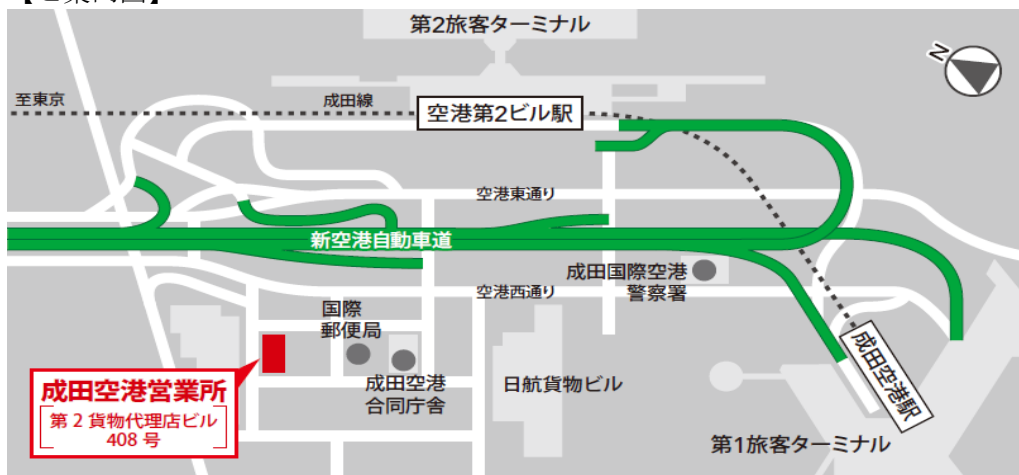 第2旅客ターミナル
N
至東京
成田線
空港第2ビル駅
空港東通り
新空港自動車道
成田国際空港
警察署
空港西通り
国際
郵便局
成田空港営業所
第2貨物代理店ビル
408号
成田空港
合同庁舎
日航貨物ビル
成田空港駅
第1旅客ターミナル